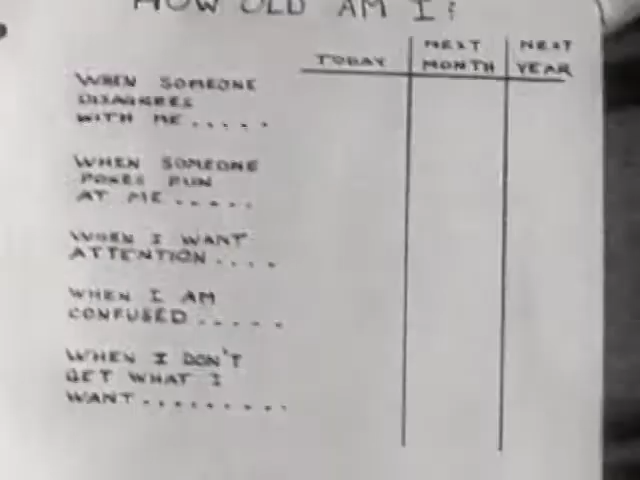 HOW OLD AM I?
TODAY
NEXT MONTH
NEXT YEAR
WHEN SOMEONE
DISAGREES
WITH ME.....
WHEN SOMEONE
POKES FUN
AT ME.....
WHEN I WANT
ATTENTION....
WHEN I AM
CONFUSED.....
WHEN I DON'T
GET WHAT I
WANT..........